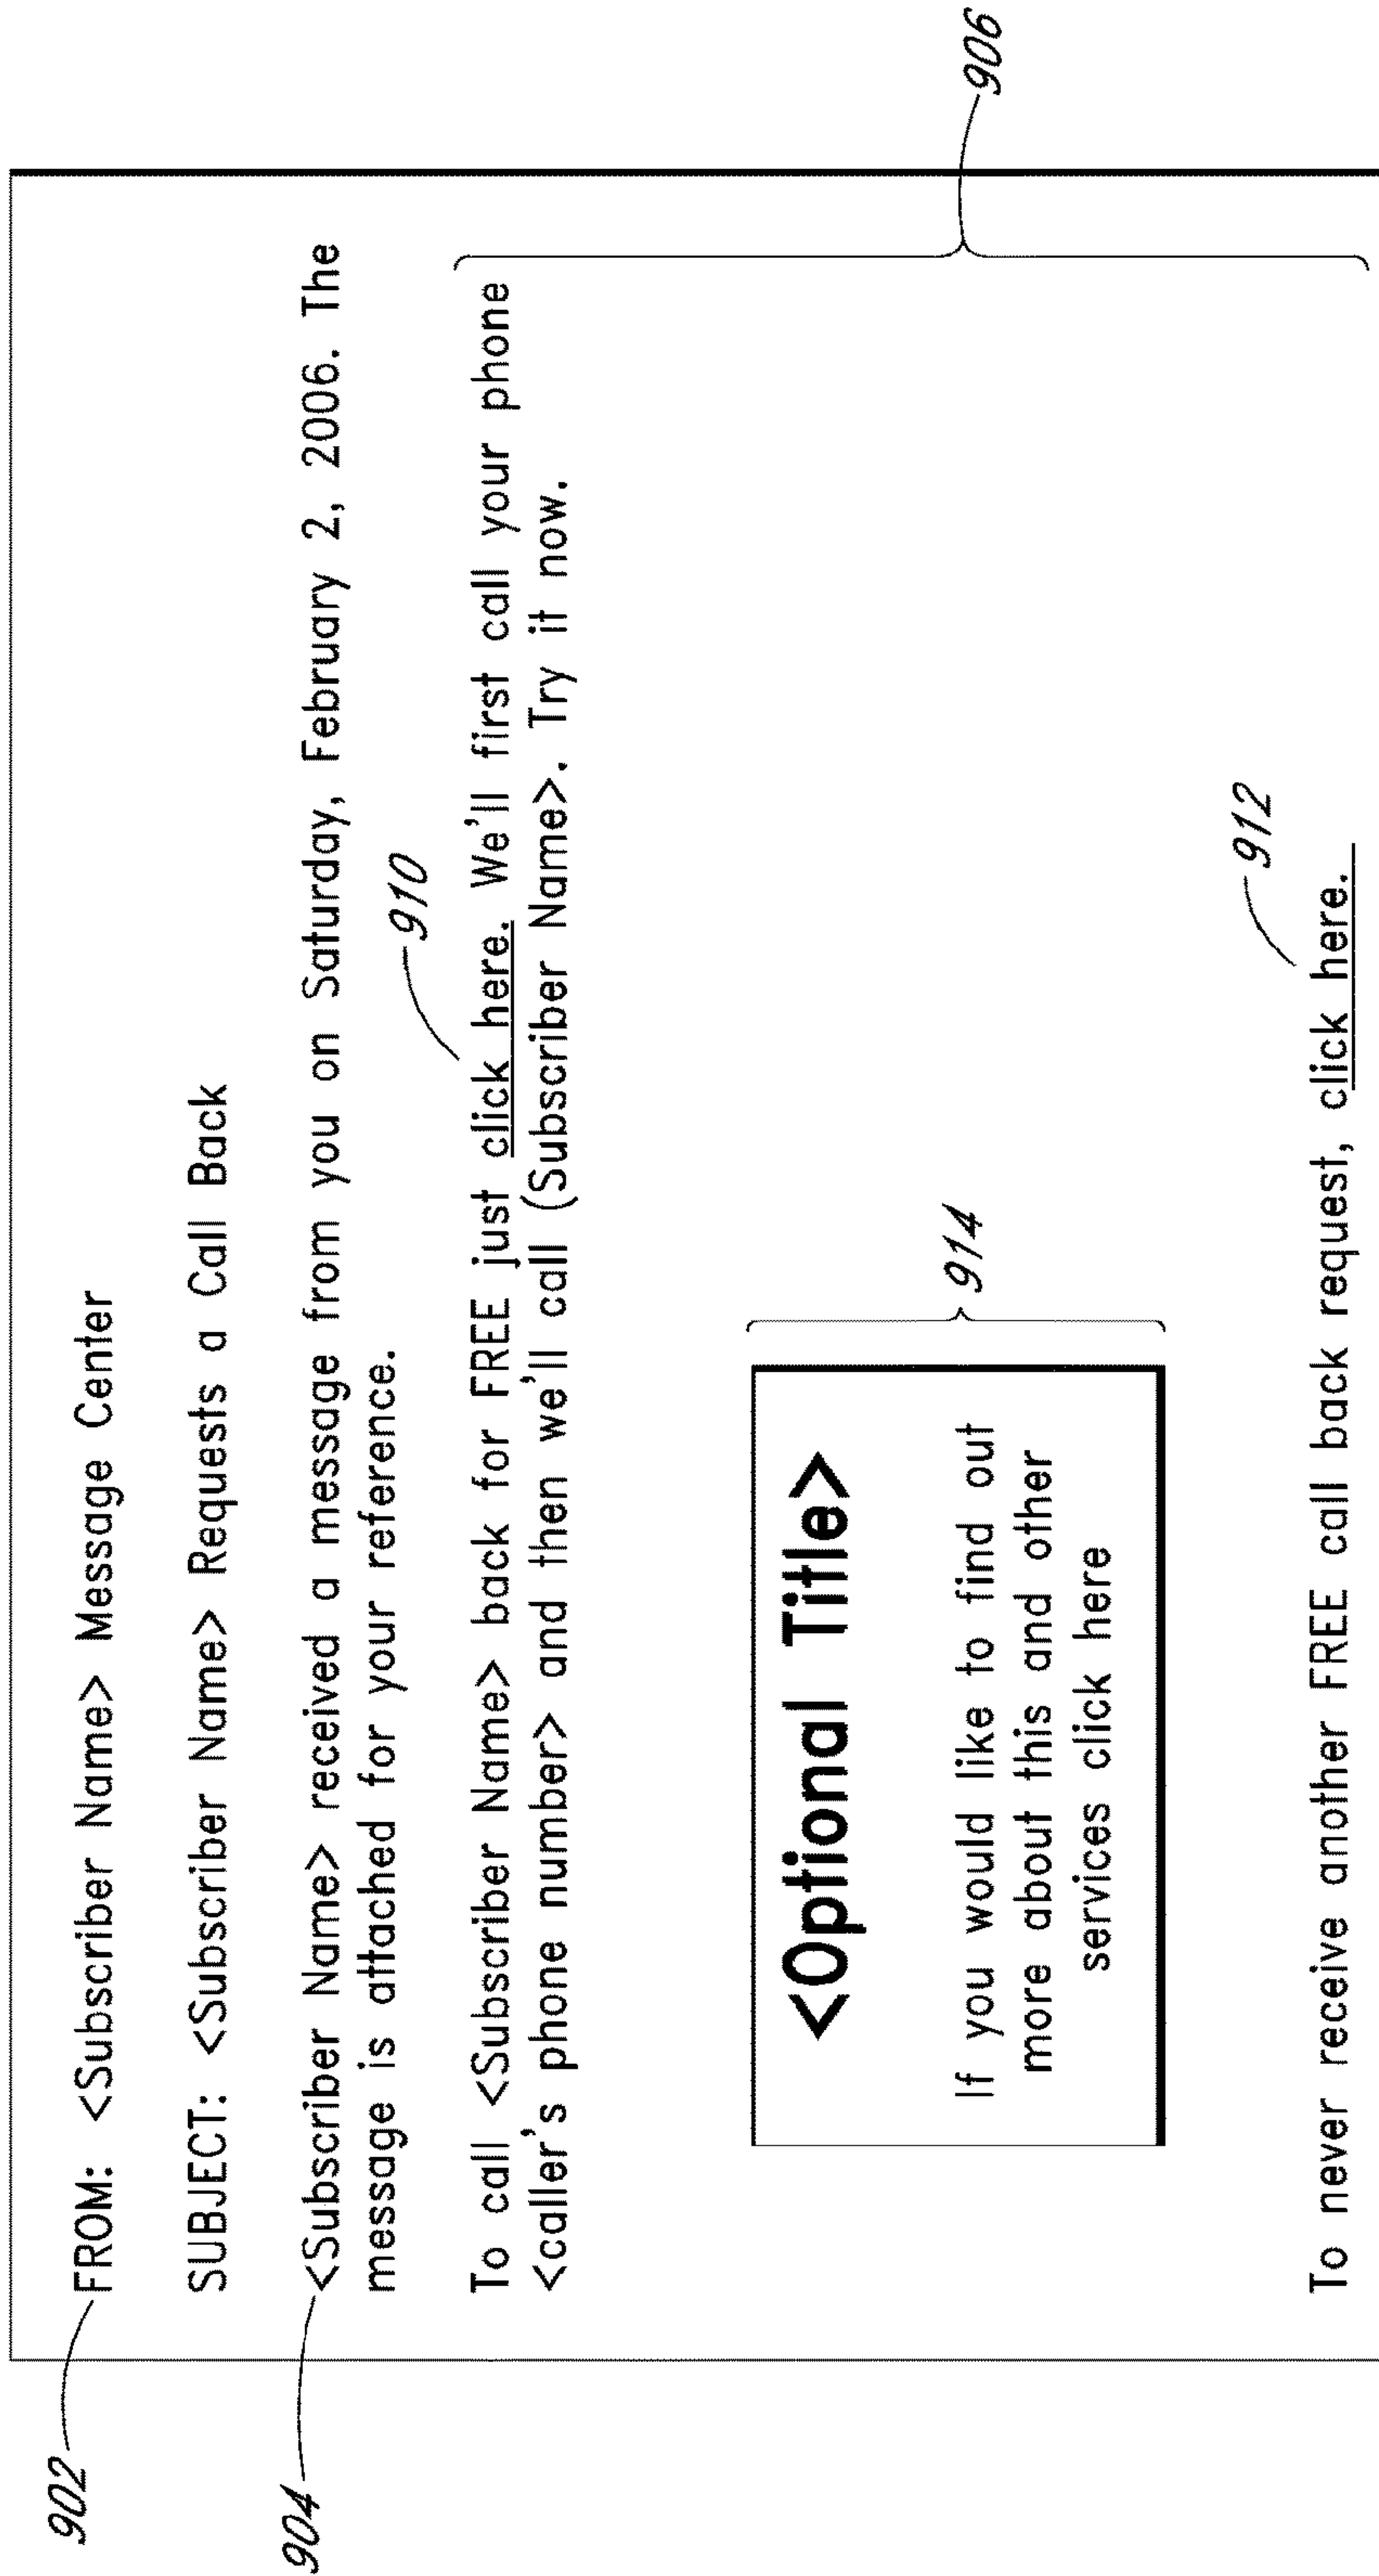 902
FROM: <Subscriber Name> Message Center
SUBJECT: <Subscriber Name> Requests a Call Back
904
<Subscriber Name> received a message from you on Saturday, February 2, 2006. The
message is attached for your reference.
910
To call <Subscriber Name> back for FREE just click here. We'll first call your phone
<caller's phone number> and then we'll call (Subscriber Name>. Try it now.
906
<Optional Title>
If you would like to find out
more about this and other
services click here
914
912
To never receive another FREE call back request, click here.